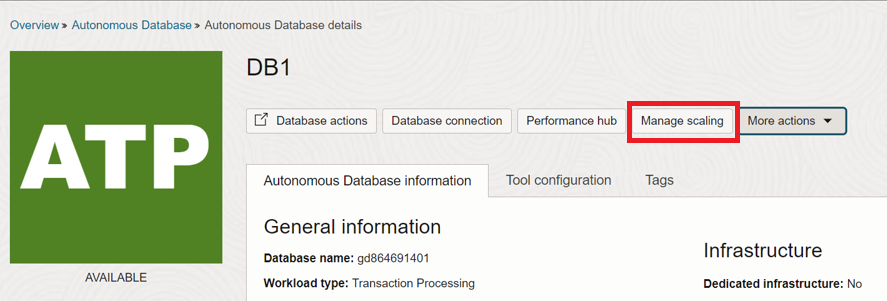 Overview » Autonomous Database » Autonomous Database details
ATP
AVAILABLE
DB1
Database actions Database connection Performance hub Manage scaling More actions
Autonomous Database information Tool configuration Tags
General information
Database name: gd864691401
Workload type: Transaction Processing
Infrastructure
Dedicated infrastructure: No